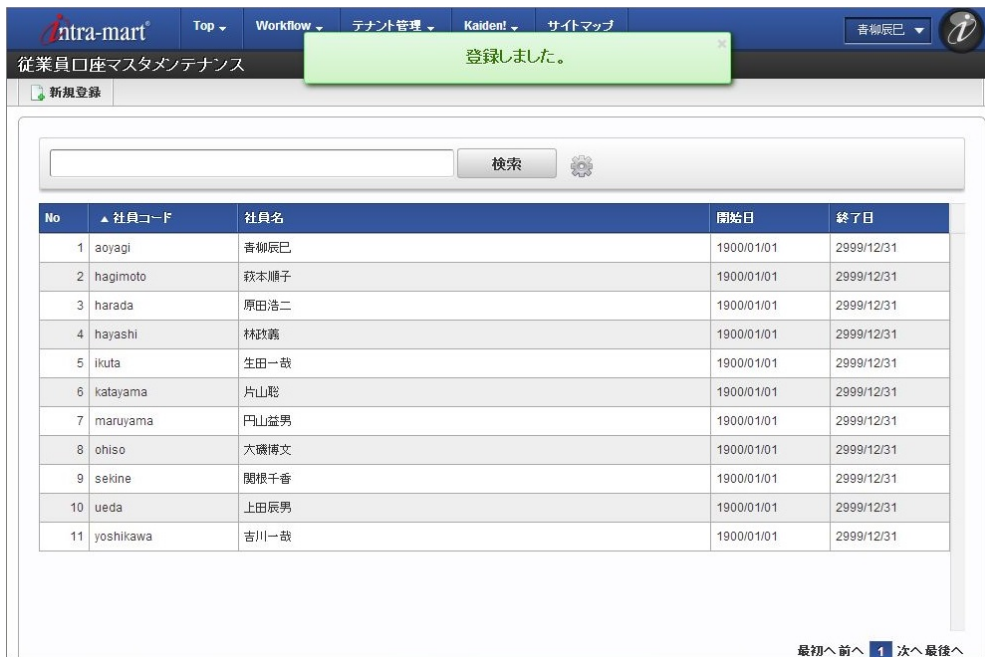 intra-mart® Top Workflow テナント管理 Kaiden! サイトマップ 青柳辰巳
登録しました。
×
従業員口座マスタメンテナンス
新規登録
検索
No ▲社員コード 社員名 開始日 終了日
1 aoyagi 青柳辰巳 1900/01/01 2999/12/31
2 hagimoto 萩本順子 1900/01/01 2999/12/31
3 harada 原田浩二 1900/01/01 2999/12/31
4 hayashi 林政義 1900/01/01 2999/12/31
5 ikuta 生田一哉 1900/01/01 2999/12/31
6 katayama 片山聡 1900/01/01 2999/12/31
7 maruyama 円山益男 1900/01/01 2999/12/31
8 ohiso 大磯博文 1900/01/01 2999/12/31
9 sekine 関根千香 1900/01/01 2999/12/31
10 ueda 上田辰男 1900/01/01 2999/12/31
11 yoshikawa 吉川一哉 1900/01/01 2999/12/31
最初へ 前へ 1 次へ 最後へ